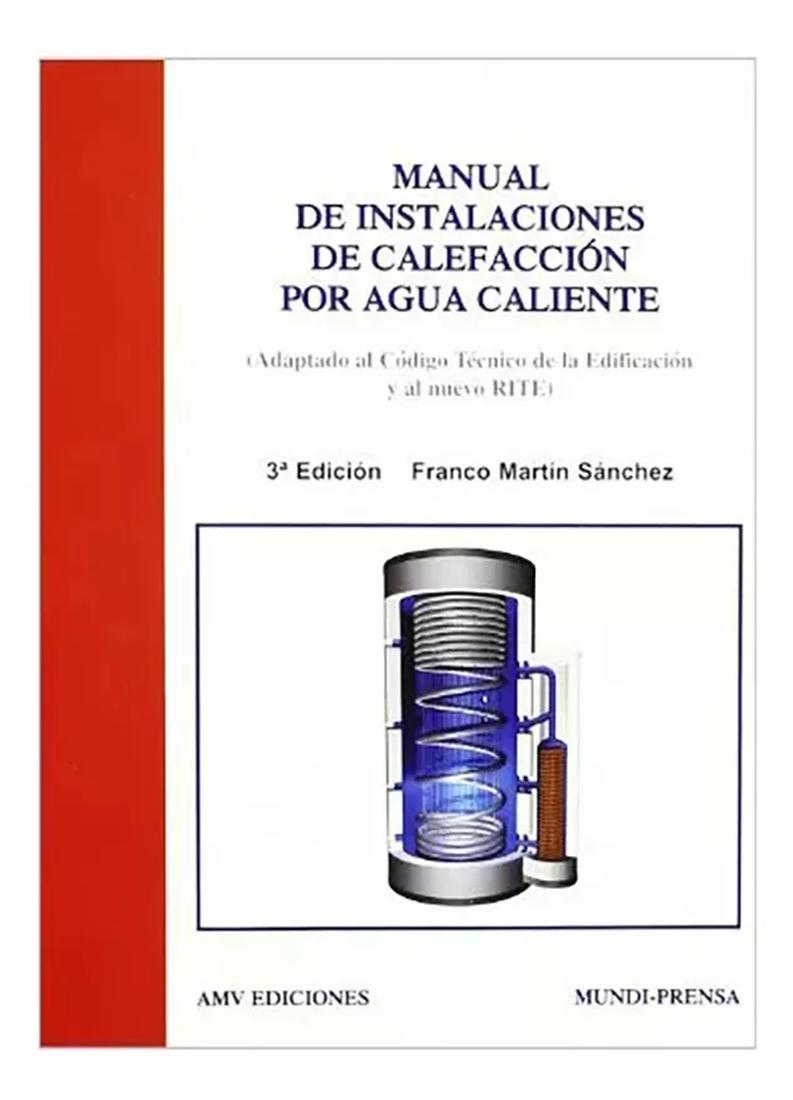 MANUAL
DE INSTALACIONES
DE CALEFACCIÓN
POR AGUA CALIENTE
(Adaptado al Código Técnico de la Edificación
y al nuevo RITE)
3ª Edición Franco Martín Sánchez
AMV EDICIONES
MUNDI-PRENSA